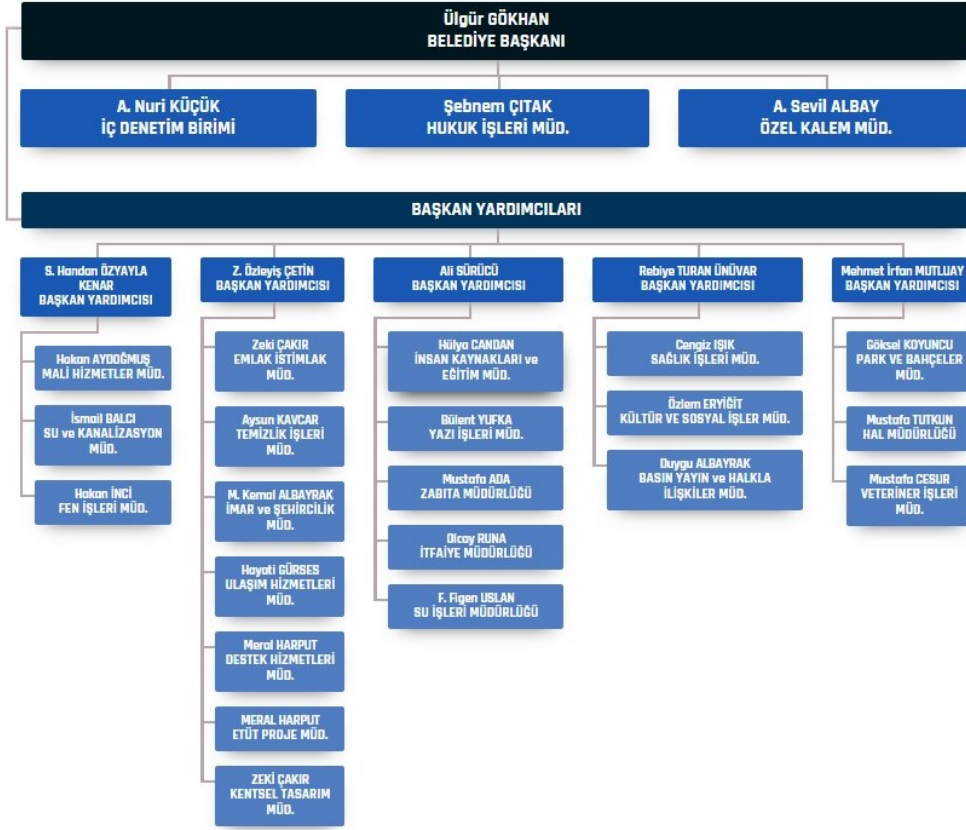 Ülgür GÖKHAN
BELEDİYE BAŞKANI
A. Nuri KÜÇÜK
İÇ DENETİM BİRİMİ
Şebnem ÇITAK
HUKUK İŞLERİ MÜD.
A. Sevil ALBAY
ÖZEL KALEM MÜD.
BAŞKAN YARDIMCILARI
S. Handan ÖZYAYLA
KENAR
BAŞKAN YARDIMCISI
Hakan AYDOĞMUŞ
MALİ HİZMETLER MÜD.
İsmail BALCI
SU ve KANALİZASYON
MÜD.
Hakan İNCİ
FEN İŞLERİ MÜD.
Z. Özleyiş ÇETİN
BAŞKAN YARDIMCISI
Zeki ÇAKIR
EMLAK İSTİMLAK
MÜD.
Aysun KAVCAR
TEMİZLİK İŞLERİ
MÜD.
M. Kemal ALBAYRAK
İMAR ve ŞEHİRCİLİK
MÜD.
Hayati GÜRSES
ULAŞIM HİZMETLERİ
MÜD.
Meral HARPUT
DESTEK HİZMETLERİ
MÜD.
MERAL HARPUT
ETÜT PROJE MÜD.
ZEKİ ÇAKIR
KENTSEL TASARIM
MÜD.
Ali SÜRÜCÜ
BAŞKAN YARDIMCISI
Hülya CANDAN
İNSAN KAYNAKLARI ve
EĞİTİM MÜD.
Bülent YUFKA
YAZI İŞLERİ MÜD.
Mustafa ADA
ZABITA MÜDÜRLÜĞÜ
Olcay RUNA
İTFAİYE MÜDÜRLÜĞÜ
F. Figen USLAN
SU İŞLERİ MÜDÜRLÜĞÜ
Rebiye TURAN ÜNÜVAR
BAŞKAN YARDIMCISI
Cengiz IŞIK
SAĞLIK İŞLERİ MÜD.
Özlem ERYİĞİT
KÜLTÜR VE SOSYAL İŞLER MÜD.
Duygu ALBAYRAK
BASIN YAYIN ve HALKLA
İLİŞKİLER MÜD.
Mehmet İrfan MUTLUAY
BAŞKAN YARDIMCISI
Göksel KOYUNCU
PARK VE BAHÇELER
MÜD.
Mustafa TUTKUN
HAL MÜDÜRLÜĞÜ
Mustafa CESUR
VETERİNER İŞLERİ
MÜD.